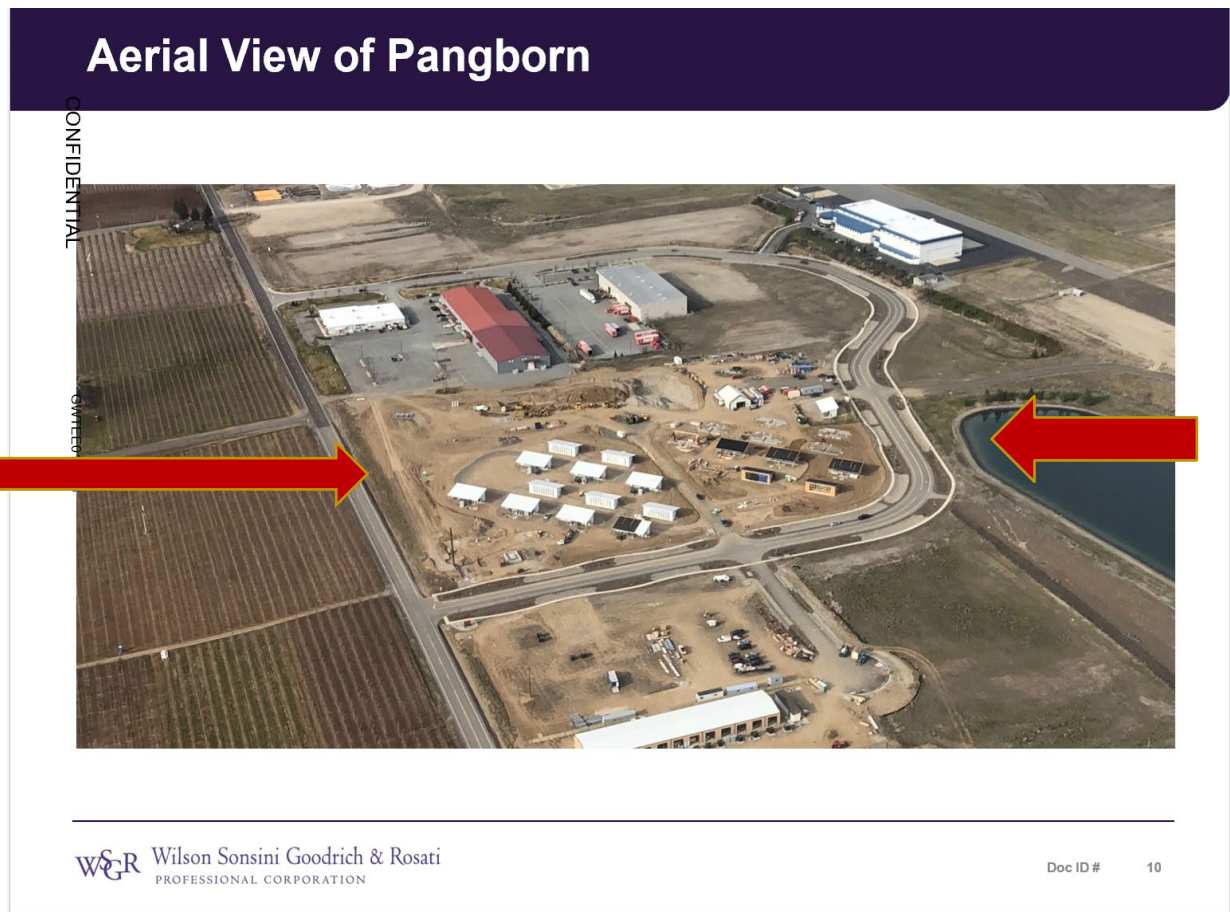 Aerial View of Pangborn
CONFIDENTIAL
WSGR Wilson Sonsini Goodrich & Rosati
PROFESSIONAL CORPORATION
Doc ID # 10